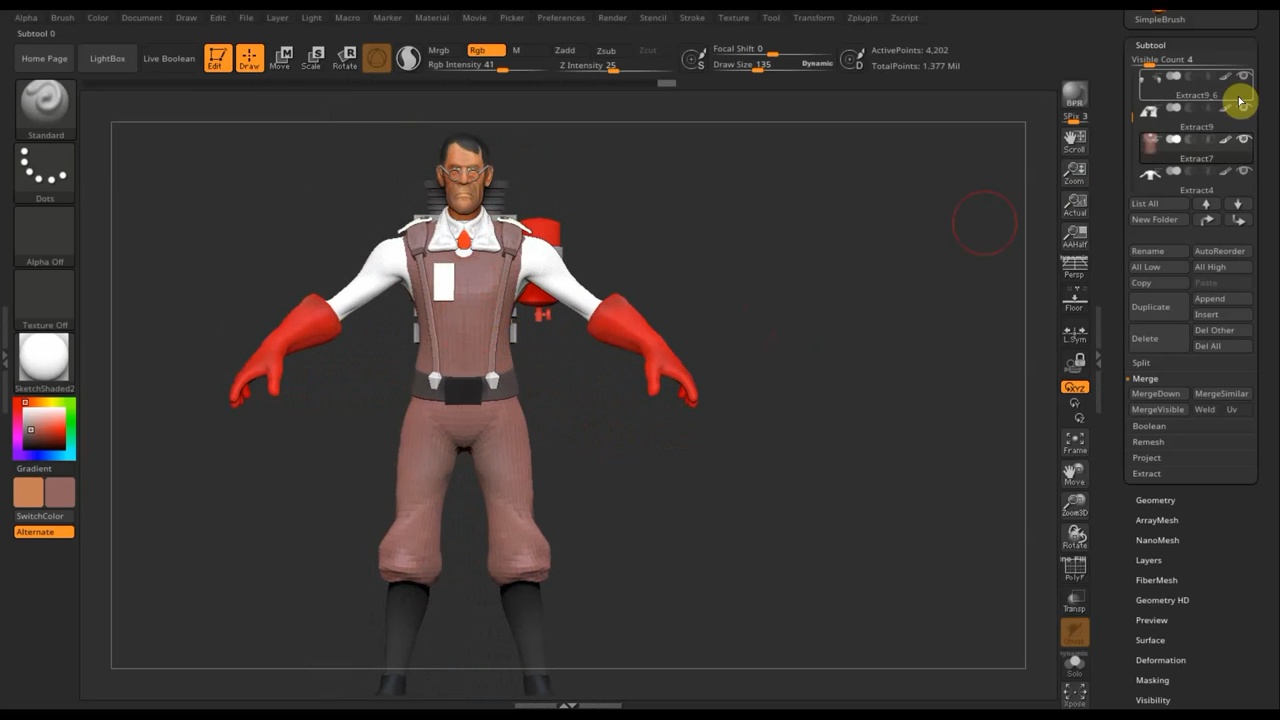 Alpha Brush Color Document Draw Edit File Layer Light Macro Marker Material Movie Picker Preferences Render Stencil Stroke Texture Tool Transform Zplugin Zscript
Subtool 0
Home Page LightBox Live Boolean Edit Draw Move Scale Rotate
Mrgb Rgb M Zadd Zsub Zcut
Rgb Intensity 41 Z Intensity 25
Focal Shift 0
Draw Size 135 Dynamic
ActivePoints: 4,202
TotalPoints: 1.377 Mil
Standard
Dots
Alpha Off
Texture Off
SketchShaded2
Gradient
SwitchColor
Alternate
BPR
SPix 3
Scroll
Zoom
Actual
AAHalf
Dynamic
Persp
Floor
L.Sym
XYZ
Frame
Move
Zoom3D
Rotate
PolyF
Transp
Dynamic
Solo
Xpose
SimpleBrush
Subtool
Visible Count 4
Extract9_6
Extract9
Extract7
Extract4
List All
New Folder
Rename AutoReorder
All Low All High
Copy Paste
Duplicate Append
Insert
Delete Del Other
Del All
Split
Merge
MergeDown MergeSimilar
MergeVisible Weld Uv
Boolean
Remesh
Project
Extract
Geometry
ArrayMesh
NanoMesh
Layers
FiberMesh
Geometry HD
Preview
Surface
Deformation
Masking
Visibility